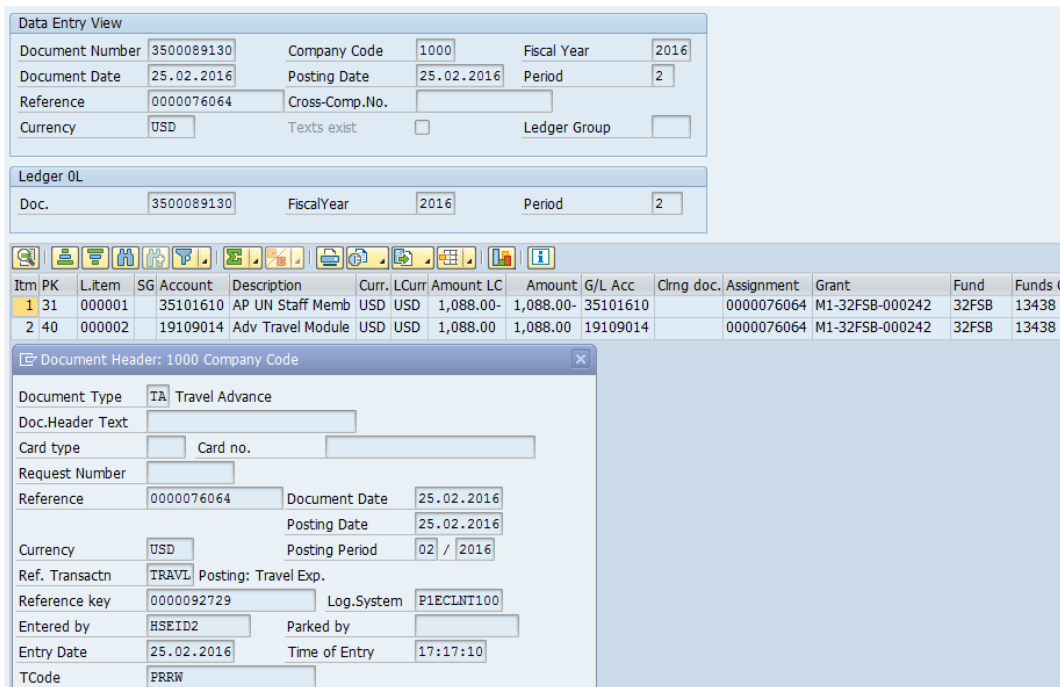 Data Entry View
Document Number 3500089130 Company Code 1000 Fiscal Year 2016
Document Date 25.02.2016 Posting Date 25.02.2016 Period 2
Reference 0000076064 Cross-Comp.No.
Currency USD Texts exist Ledger Group
Ledger 0L
Doc. 3500089130 FiscalYear 2016 Period 2
Itm PK L.item SG Account Description Curr. LCurr Amount LC Amount G/L Acc Clrng doc. Assignment Grant Fund Funds C
1 31 000001 35101610 AP UN Staff Memb USD USD 1,088.00- 1,088.00- 35101610 0000076064 M1-32FSB-000242 32FSB 13438
2 40 000002 19109014 Adv Travel Module USD USD 1,088.00 1,088.00 19109014 0000076064 M1-32FSB-000242 32FSB 13438
Document Header: 1000 Company Code
Document Type TA Travel Advance
Doc.Header Text
Card type Card no.
Request Number
Reference 0000076064 Document Date 25.02.2016
Posting Date 25.02.2016
Currency USD Posting Period 02 / 2016
Ref. Transactn TRAVL Posting: Travel Exp.
Reference key 0000092729 Log.System P1ECLNT100
Entered by HSEID2 Parked by
Entry Date 25.02.2016 Time of Entry 17:17:10
TCode PRRW